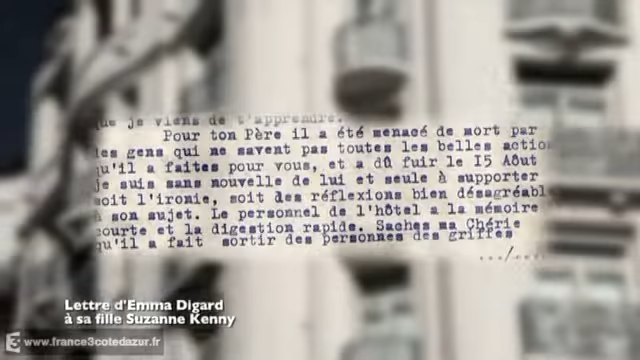 que je viens de t'apprendre.
Pour ton Père il a été menacé de mort par
les gens qui ne savent pas toutes les belles action
qu'il a faites pour vous, et a dû fuir le I5 Aôut
je suis sans nouvelle de lui et seule à supporter
soit l'ironie, soit des réflexions bien désagréabl
à son sujet. Le personnel de l'hôtel a la mémoire
courte et la digestion rapide. Saches ma Chérie
qu'il a fait sortir des personnes des griffes
.../...
Lettre d'Emma Digard
à sa fille Suzanne Kenny
3 www.france3cotedazur.fr